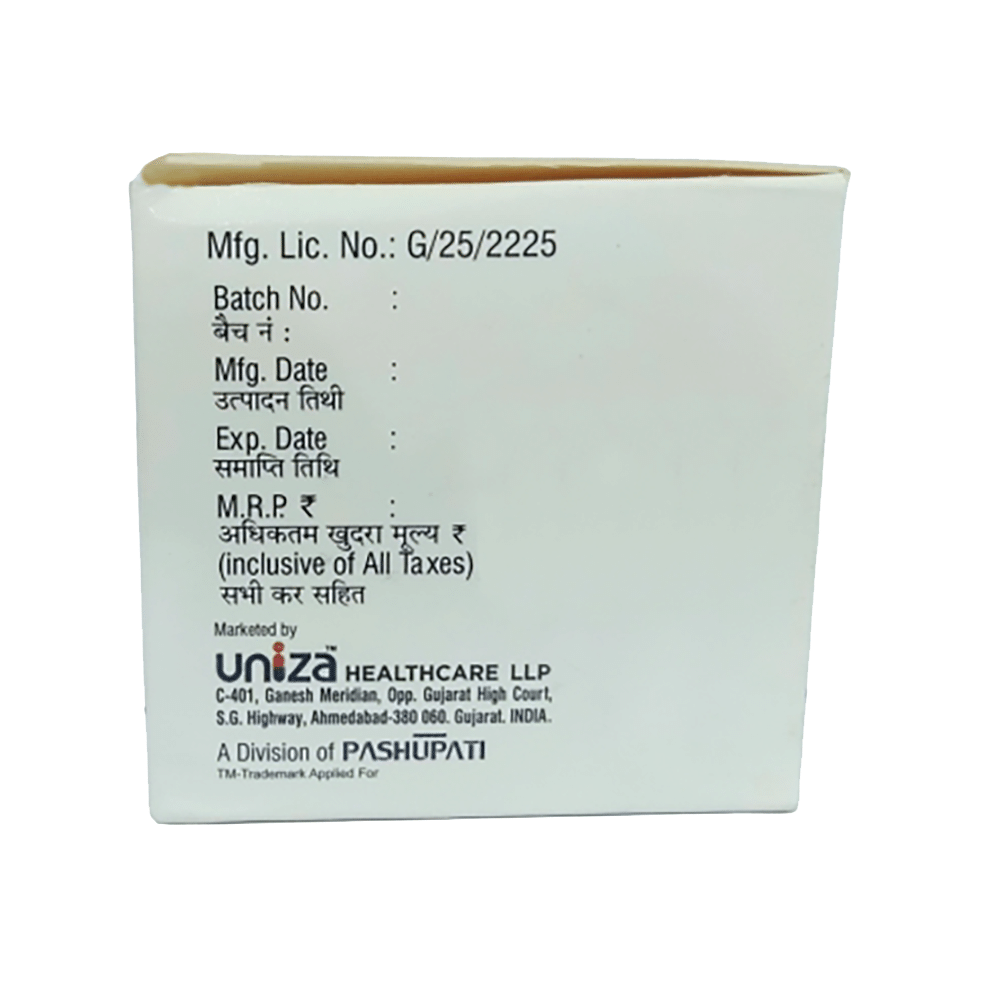 Mfg. Lic. No.: G/25/2225
Batch No. :
बैच नं :
Mfg. Date :
उत्पादन तिथी
Exp. Date :
समाप्ति तिथि
M.R.P. ₹ :
अधिकतम खुदरा मूल्य ₹
(inclusive of All Taxes)
सभी कर सहित
Marketed by
uniza™ HEALTHCARE LLP
C-401, Ganesh Meridian, Opp. Gujarat High Court,
S.G. Highway, Ahmedabad-380 060. Gujarat. INDIA.
A Division of PASHUPATI
TM-Trademark Applied For